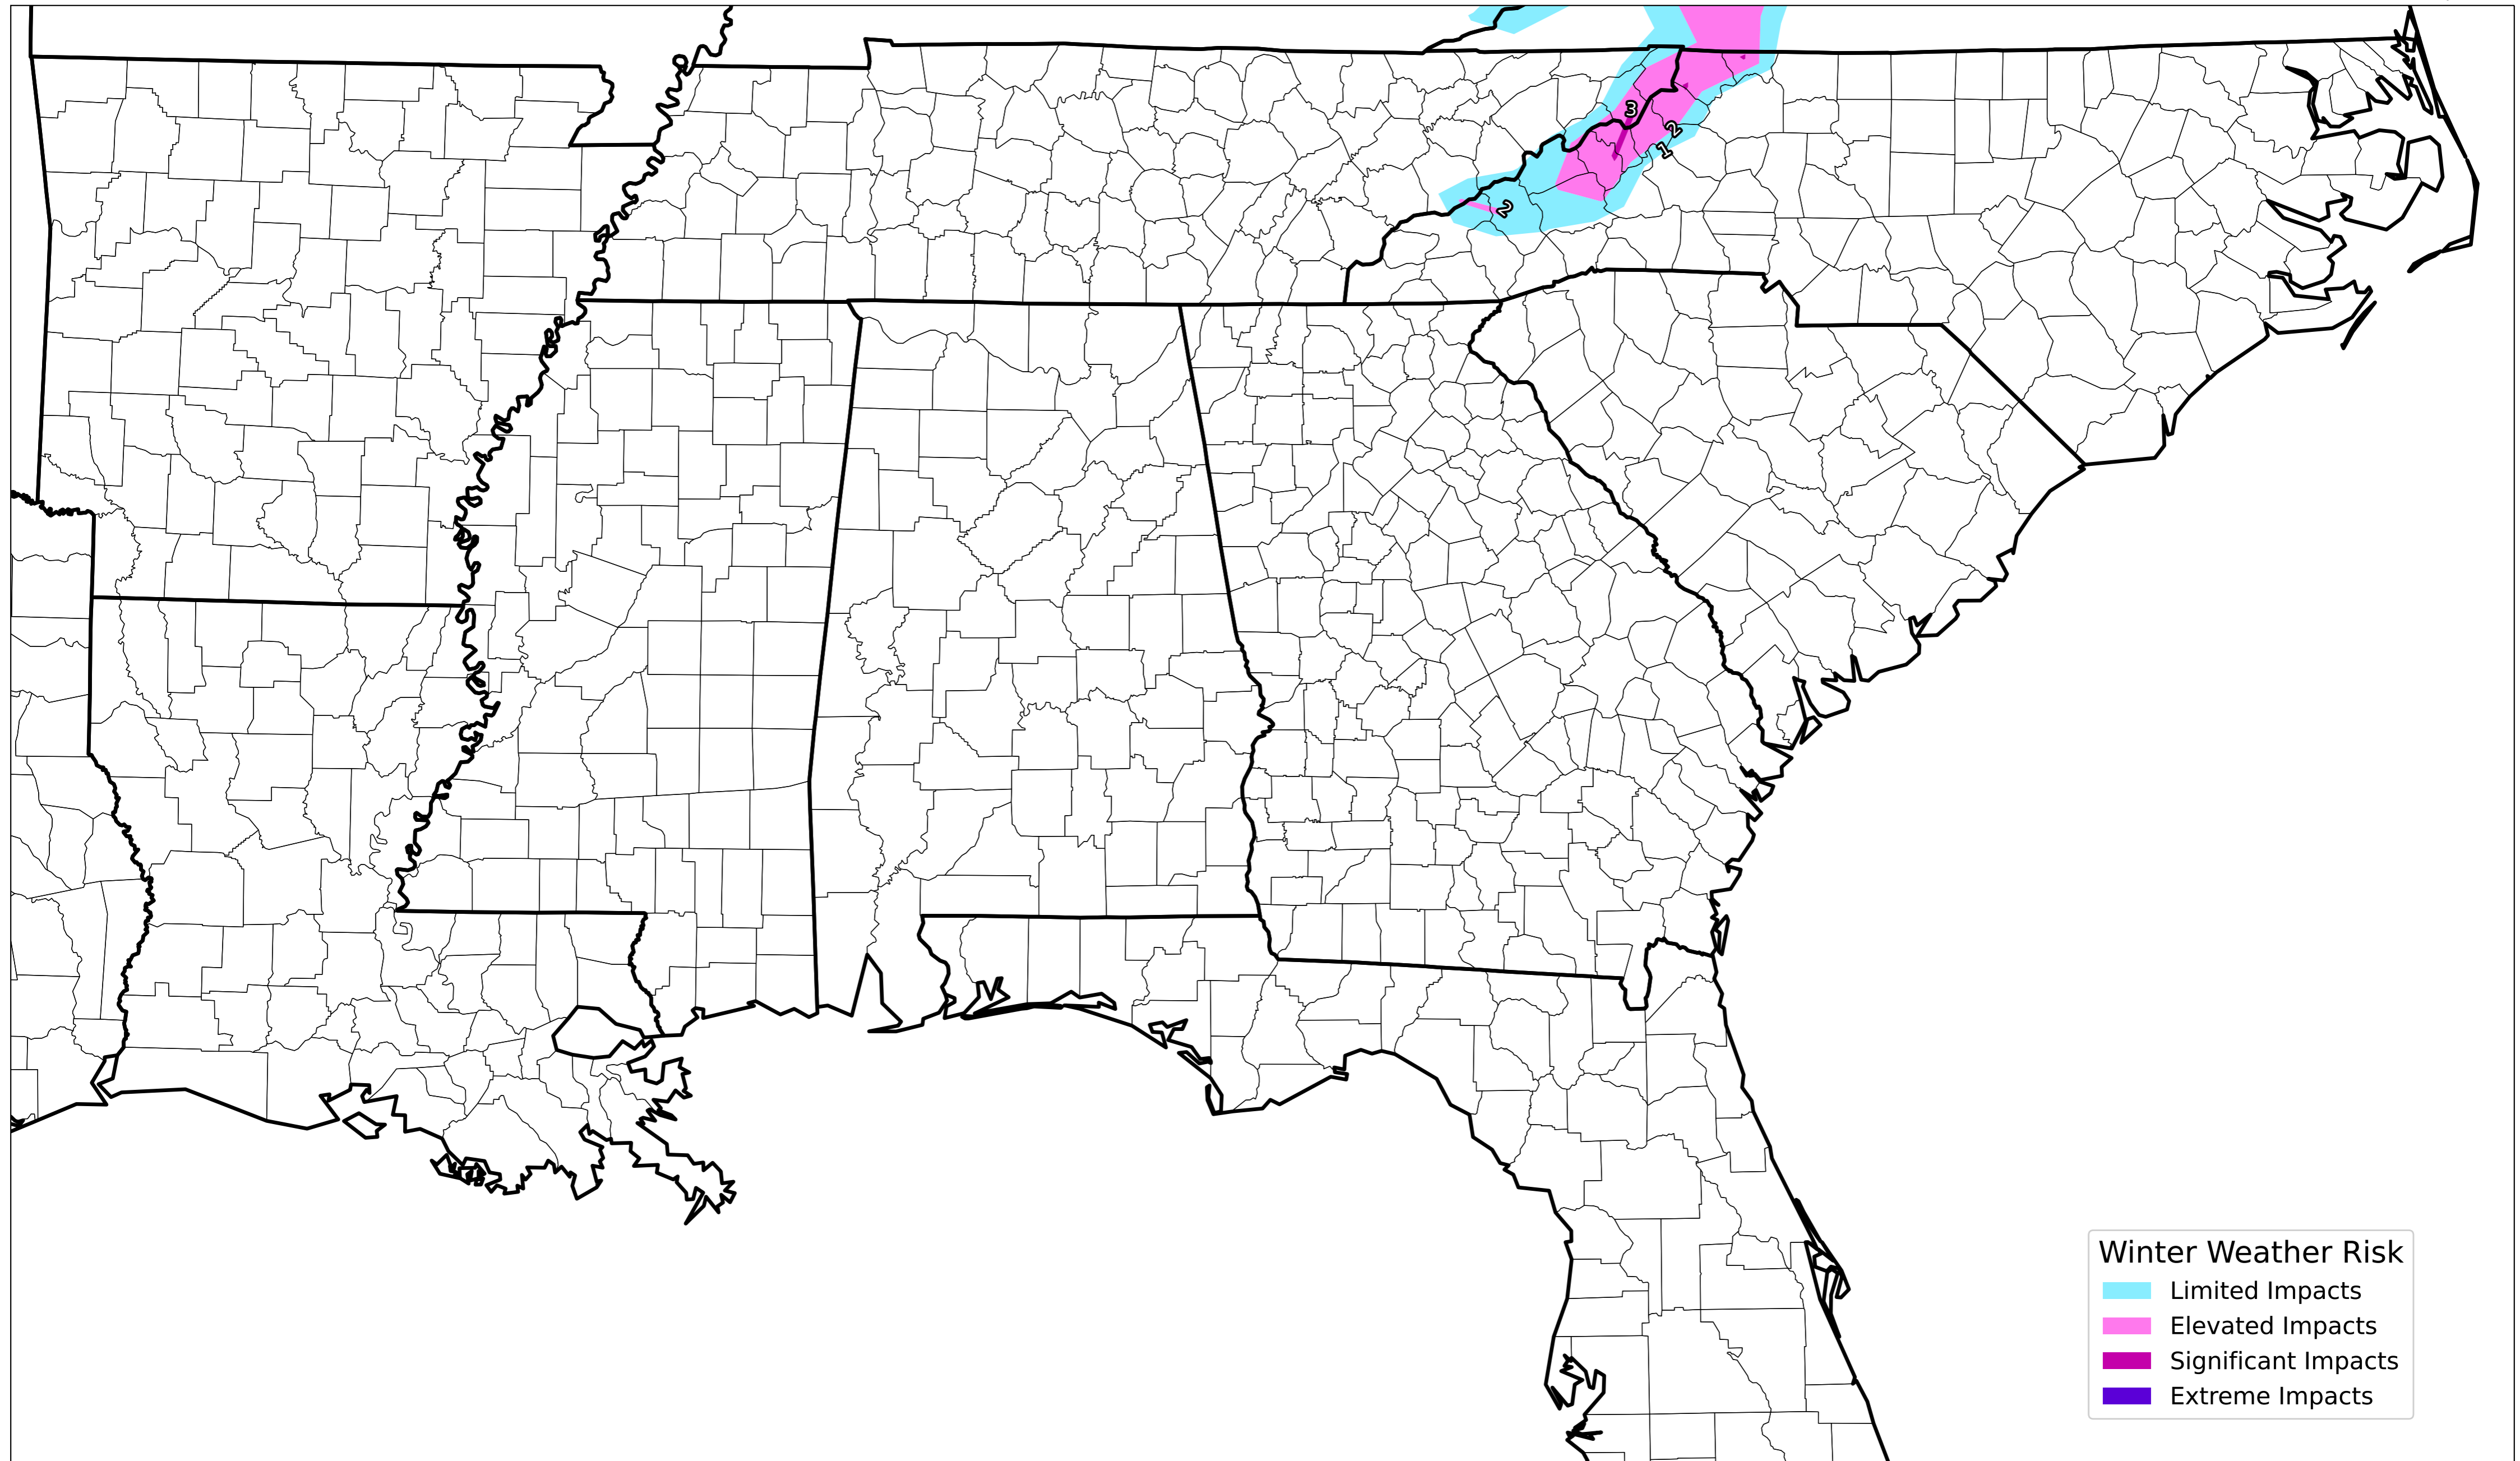 3
2
1
2
Winter Weather Risk
Limited Impacts
Elevated Impacts
Significant Impacts
Extreme Impacts